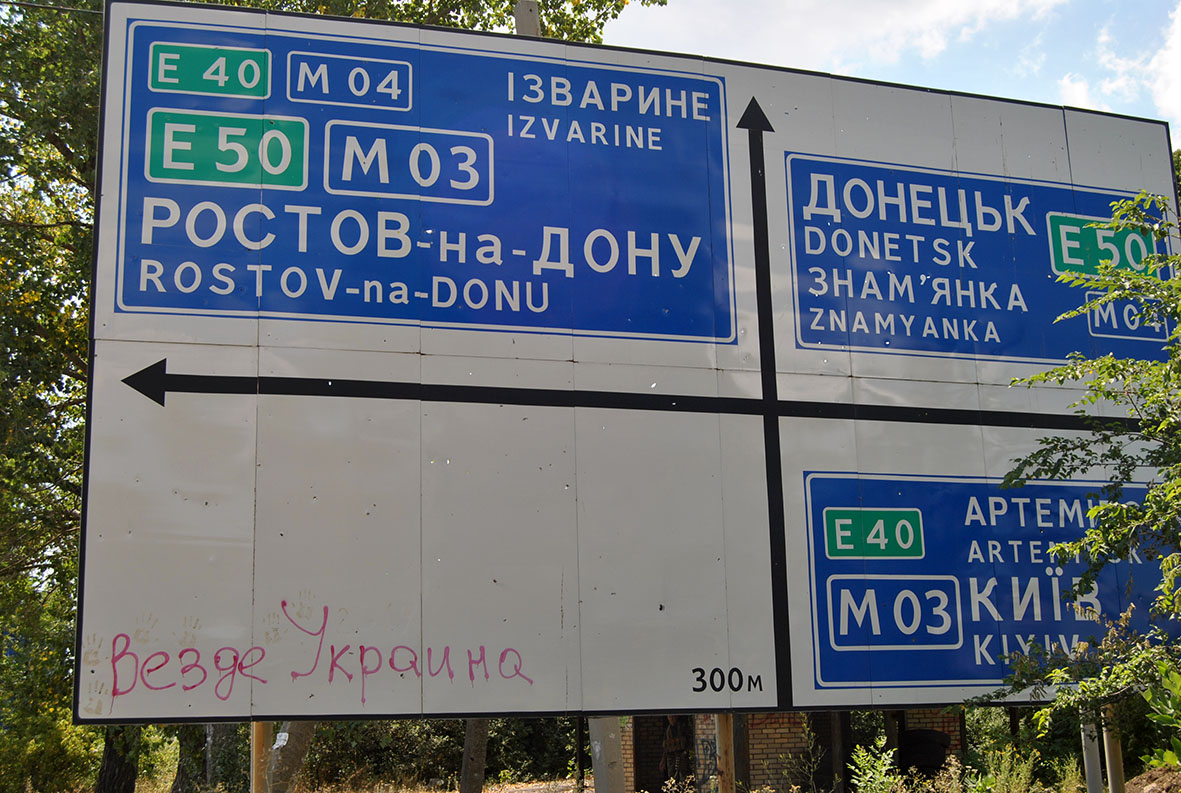 E 40 M 04 ІЗВАРИНЕ
IZVARINE
E 50 M 03
РОСТОВ-на-ДОНУ
ROSTOV-na-DONU
ДОНЕЦЬК
DONETSK
E 50
ЗНАМ'ЯНКА
ZNAMYANKA
M 04
E 40
M 03 КИЇВ
KYIV
300м
Везде Украина